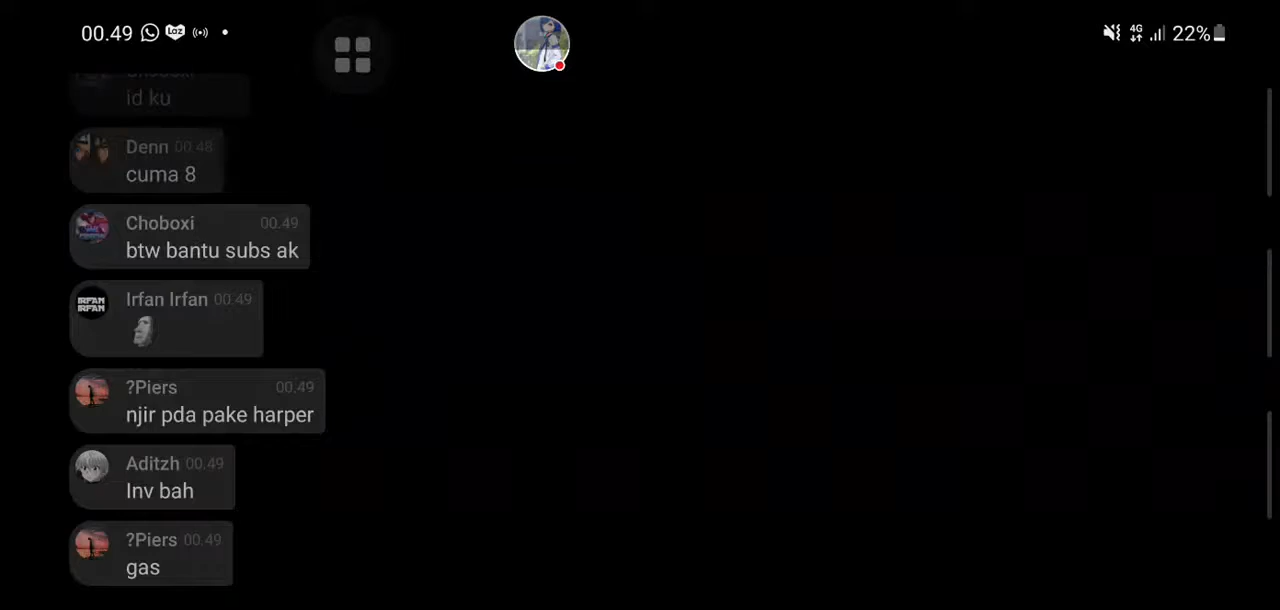 00.49
Laz
4G
22%
Choboxi
id ku
Denn 00.48
cuma 8
Choboxi 00.49
btw bantu subs ak
Irfan Irfan 00.49
IRFAN
IRFAN
?Piers 00.49
njir pda pake harper
Aditzh 00.49
Inv bah
?Piers 00.49
gas